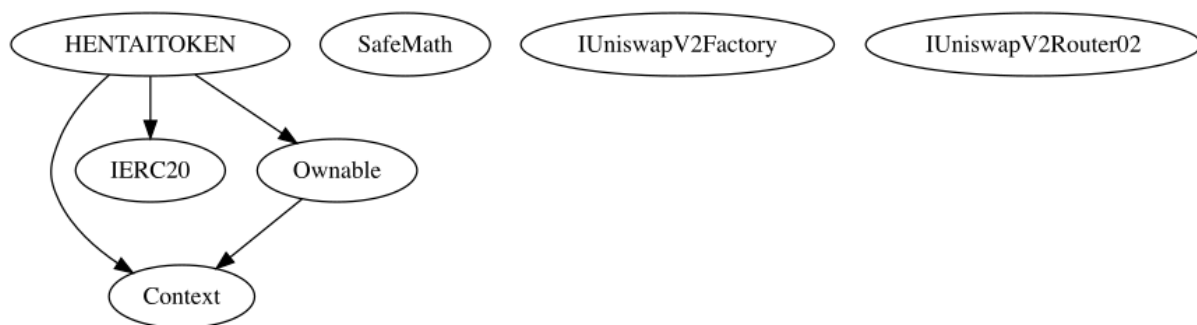 HENTAITOKEN
SafeMath
IUniswapV2Factory
IUniswapV2Router02
IERC20
Ownable
Context